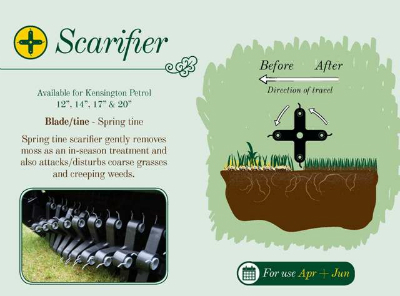 Scarifier
Available for Kensington Petrol
12", 14", 17" & 20"
Blade/tine - Spring tine
Spring tine scarifier gently removes
moss as an in-season treatment and
also attacks/disturbs coarse grasses
and creeping weeds.
Before After
Direction of travel
For use Apr + Jun